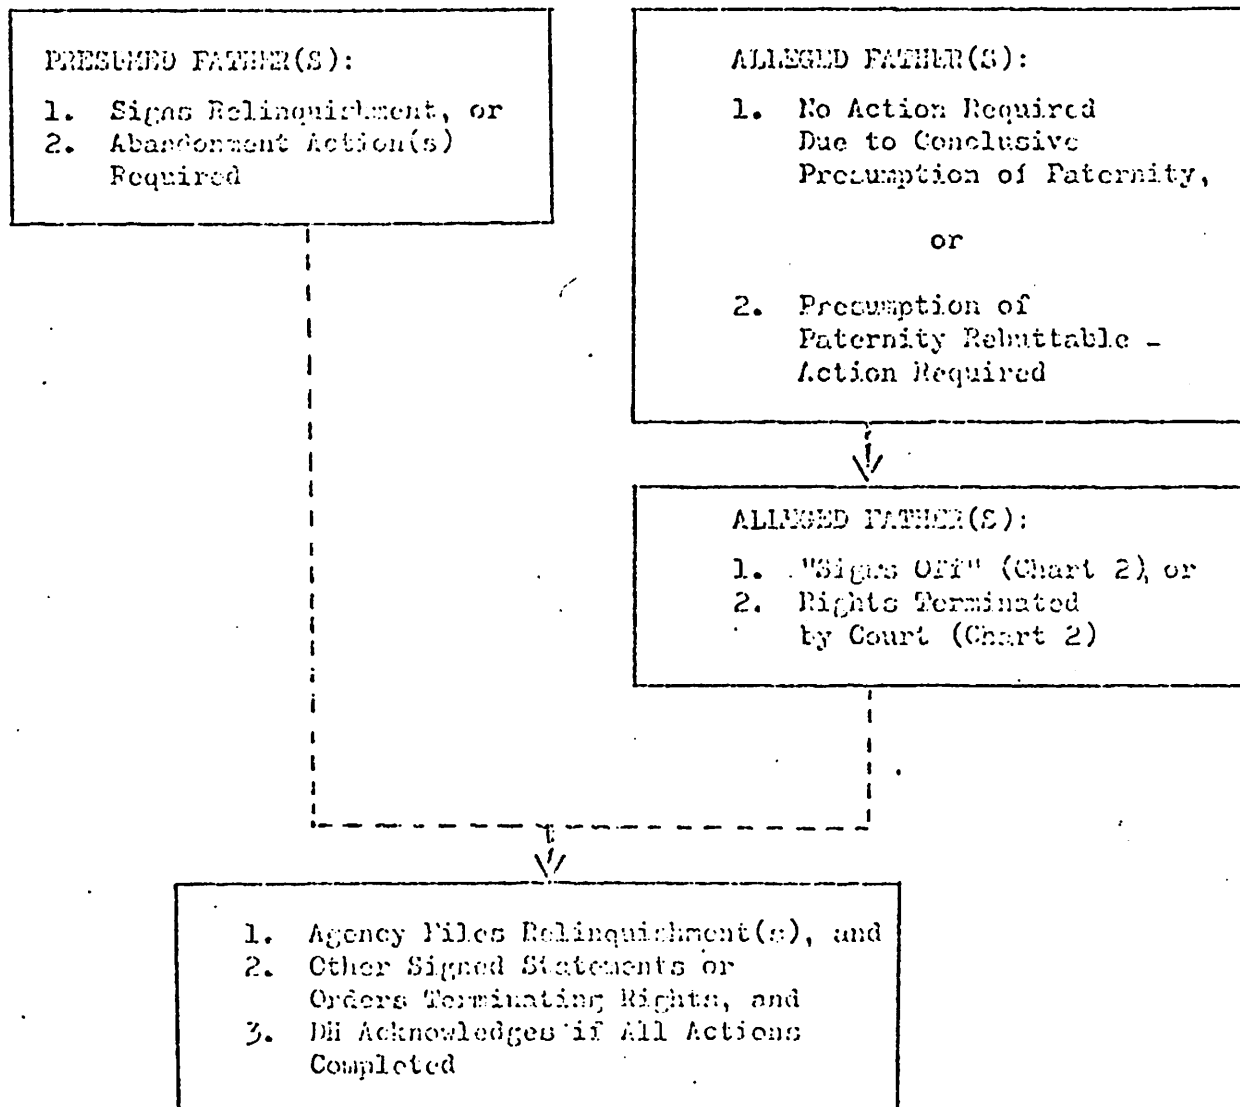 PRESUMED FATHER(S):
1. Signs Relinquishment, or
2. Abandonment Action(s)
Required
ALLEGED FATHER(S):
1. No Action Required
Due to Conclusive
Presumption of Paternity,
or
2. Presumption of
Paternity Rebuttable -
Action Required
ALLEGED FATHER(S):
1. "Signs Off" (Chart 2), or
2. Rights Terminated
by Court (Chart 2)
1. Agency Files Relinquishment(s), and
2. Other Signed Statements or
Orders Terminating Rights, and
3. DH Acknowledges if All Actions
Completed